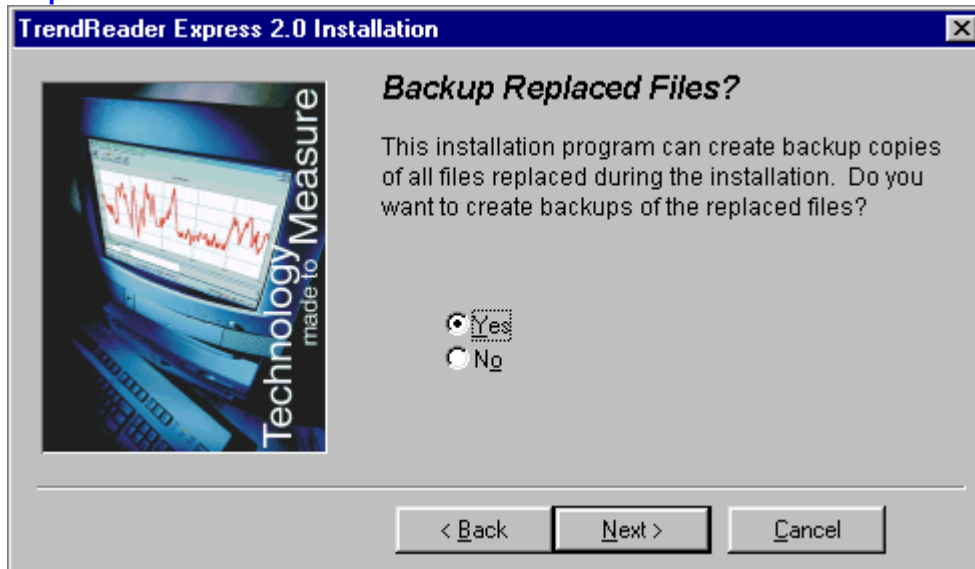 TrendReader Express 2.0 Installation
Technology
made to Measure
Backup Replaced Files?
This installation program can create backup copies
of all files replaced during the installation. Do you
want to create backups of the replaced files?
Yes
No
< Back
Next >
Cancel